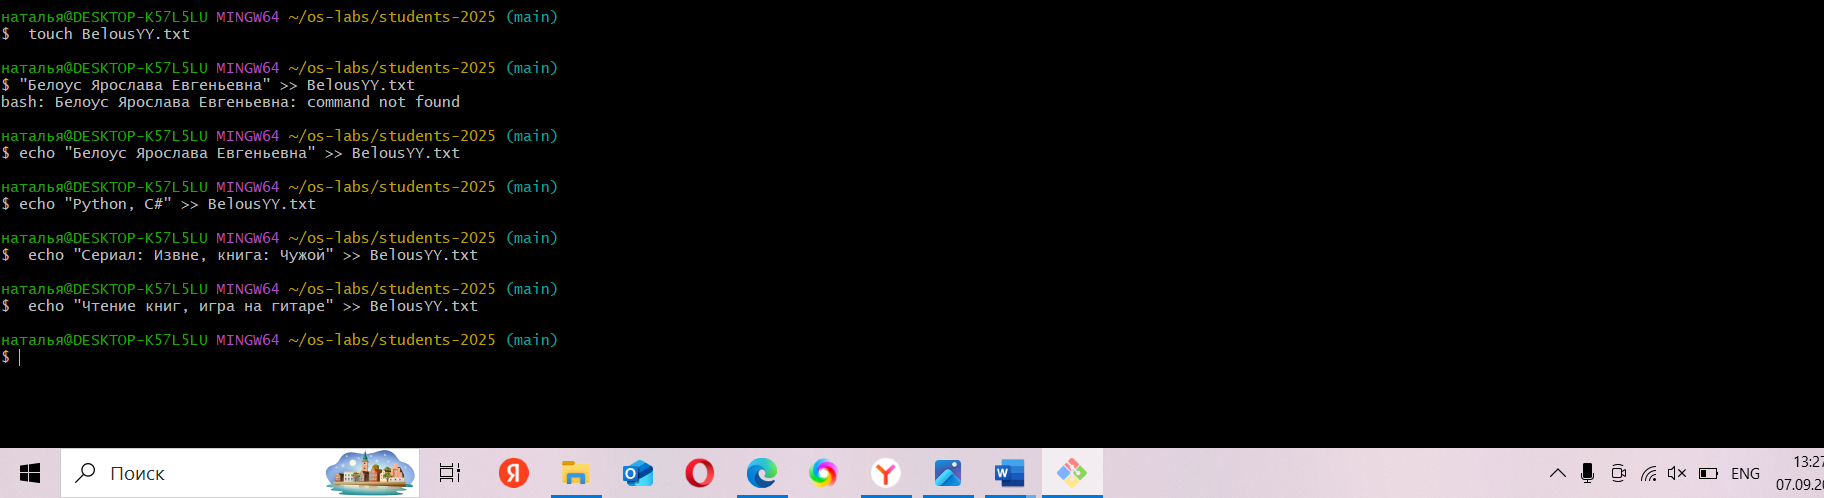 наталья@DESKTOP-K57L5LU MINGW64 ~/os-labs/students-2025 (main)
$  touch BelousYY.txt
наталья@DESKTOP-K57L5LU MINGW64 ~/os-labs/students-2025 (main)
$ "Белоус Ярослава Евгеньевна" >> BelousYY.txt
bash: Белоус Ярослава Евгеньевна: command not found
наталья@DESKTOP-K57L5LU MINGW64 ~/os-labs/students-2025 (main)
$ echo "Белоус Ярослава Евгеньевна" >> BelousYY.txt
наталья@DESKTOP-K57L5LU MINGW64 ~/os-labs/students-2025 (main)
$ echo "Python, C#" >> BelousYY.txt
наталья@DESKTOP-K57L5LU MINGW64 ~/os-labs/students-2025 (main)
$  echo "Сериал: Извне, книга: Чужой" >> BelousYY.txt
наталья@DESKTOP-K57L5LU MINGW64 ~/os-labs/students-2025 (main)
$  echo "Чтение книг, игра на гитаре" >> BelousYY.txt
наталья@DESKTOP-K57L5LU MINGW64 ~/os-labs/students-2025 (main)
$
Поиск
ENG
13:27
07.09.20